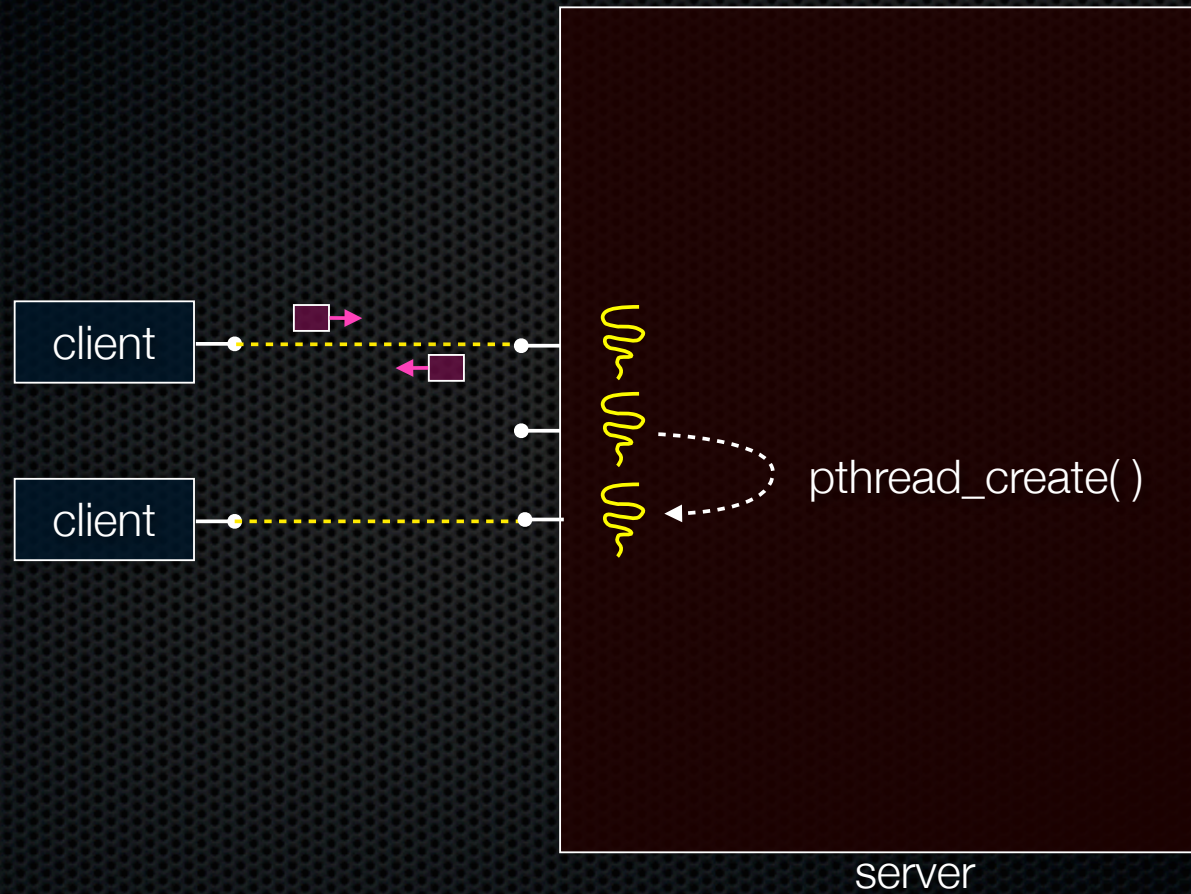 client
client
pthread_create( )
server